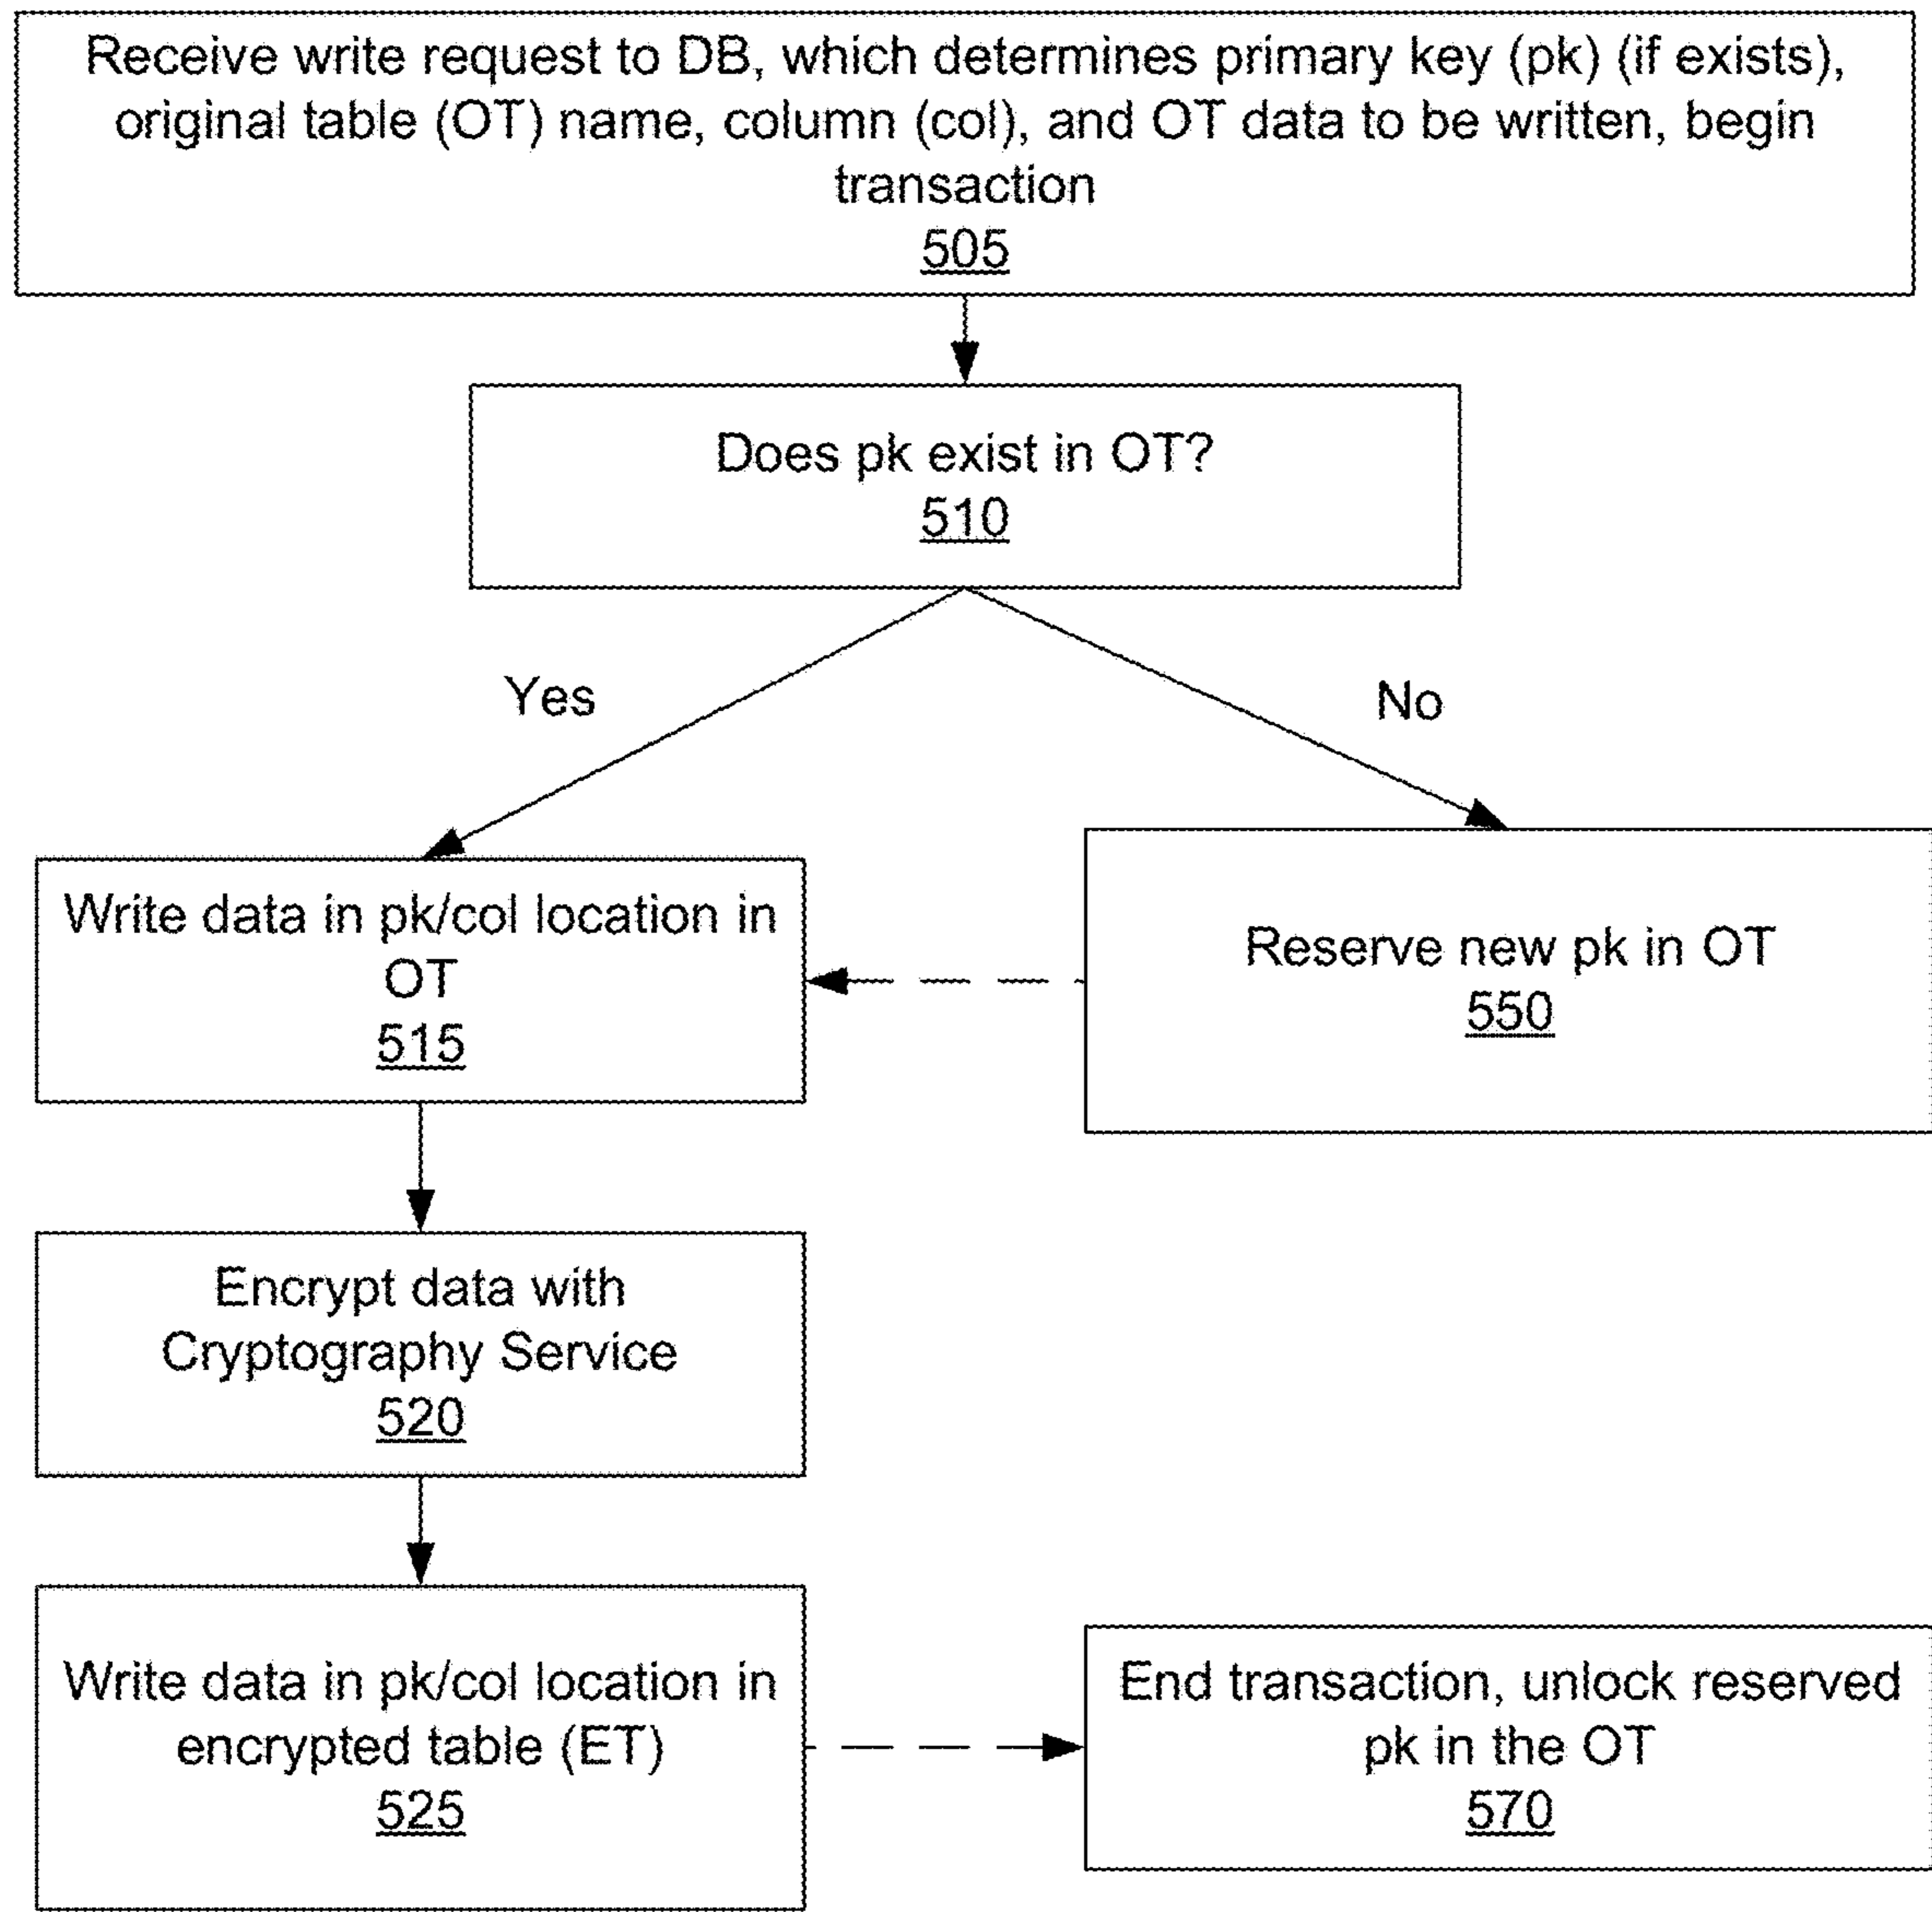 Receive write request to DB, which determines primary key (pk) (if exists),
original table (OT) name, column (col), and OT data to be written, begin
transaction
505
Does pk exist in OT?
510
Yes
No
Write data in pk/col location in
OT
515
Reserve new pk in OT
550
Encrypt data with
Cryptography Service
520
Write data in pk/col location in
encrypted table (ET)
525
End transaction, unlock reserved
pk in the OT
570